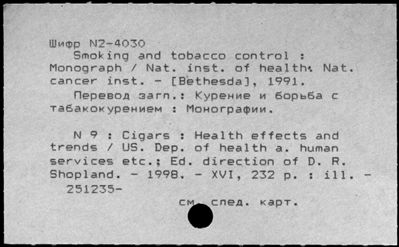 Шифр N2-4030
Smoking and tobacco control :
Monograph / Nat. inst. of health; Nat.
cancer inst. - [Bethesda], 1991.
Перевод загл.: Курение и борьба с
табакокурением : Монографии.
N 9 : Cigars : Health effects and
trends / US. Dep. of health a. human
services etc.; Ed. direction of D. R.
Shopland. - 1998. - XVI, 232 p. : ill. -
251235-
см. след. карт.